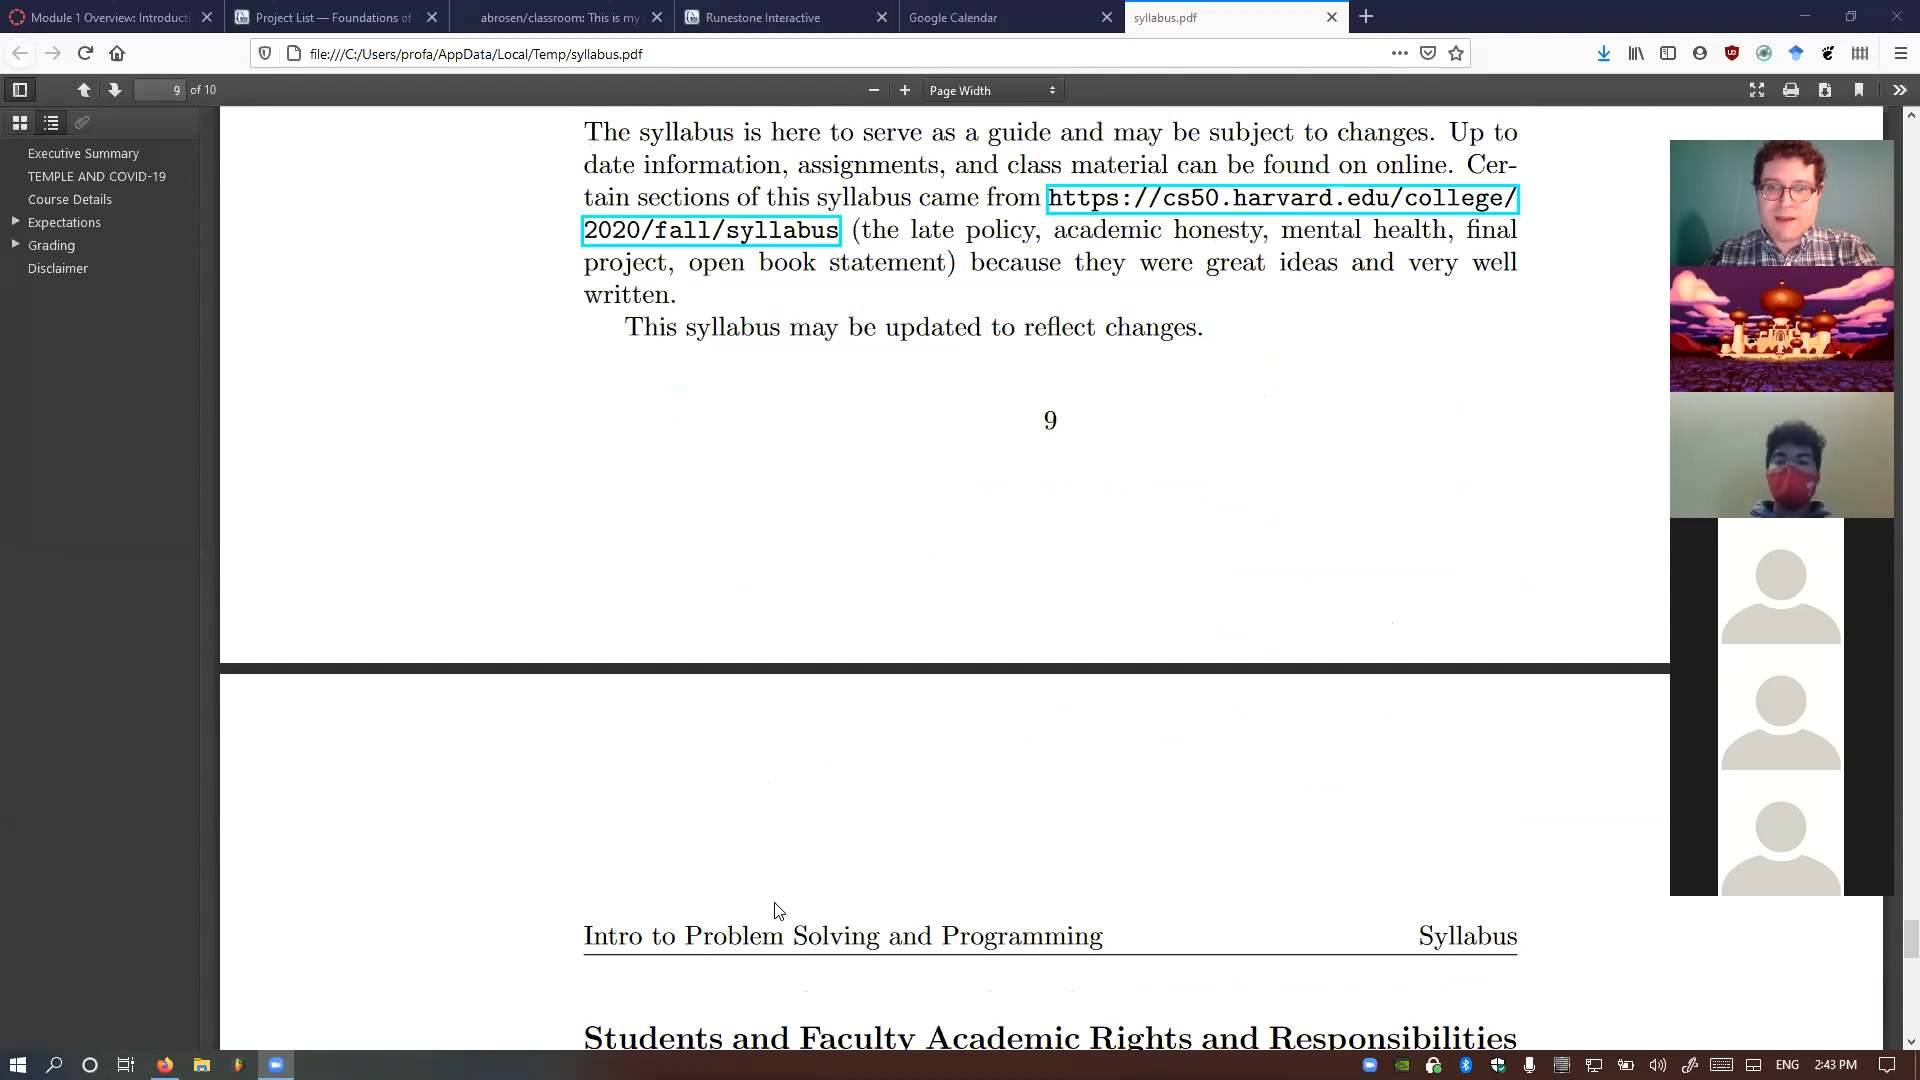 Module 1 Overview: Introducti
Project List — Foundations of
abrosen/classroom: This is my
Runestone Interactive
Google Calendar
syllabus.pdf
file:///C:/Users/profa/AppData/Local/Temp/syllabus.pdf
9 of 10
Page Width
Executive Summary
TEMPLE AND COVID-19
Course Details
Expectations
Grading
Disclaimer
The syllabus is here to serve as a guide and may be subject to changes. Up to
date information, assignments, and class material can be found on online. Cer-
tain sections of this syllabus came from https://cs50.harvard.edu/college/
2020/fall/syllabus (the late policy, academic honesty, mental health, final
project, open book statement) because they were great ideas and very well
written.
This syllabus may be updated to reflect changes.
9
Intro to Problem Solving and Programming Syllabus
Students and Faculty Academic Rights and Responsibilities
ENG 2:43 PM